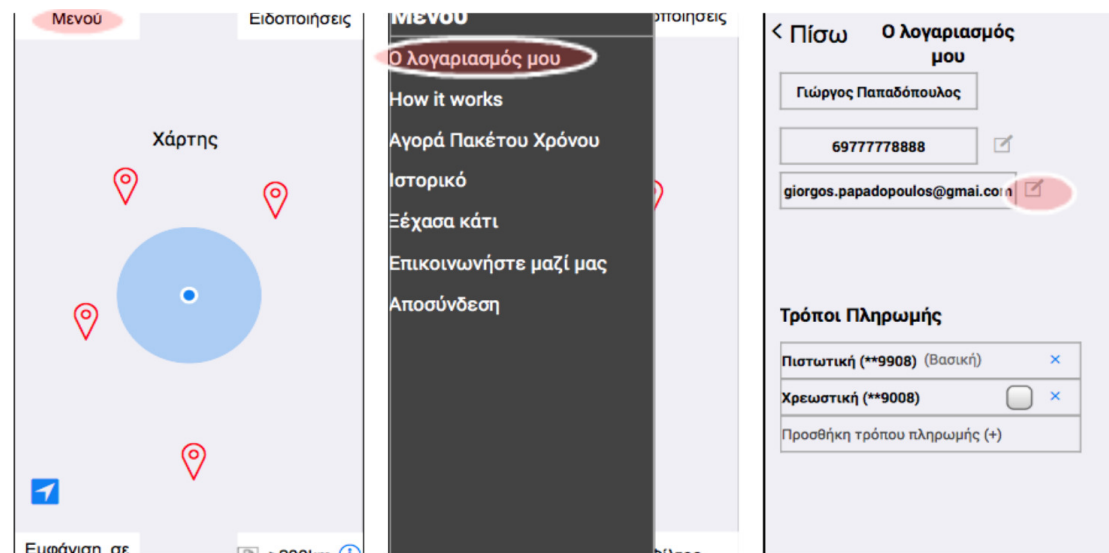 Μενού
Ειδοποιήσεις
Χάρτης
Εμφάνιση σε
Μενού
Ο λογαριασμός μου
How it works
Αγορά Πακέτου Χρόνου
Ιστορικό
Ξέχασα κάτι
Επικοινωνήστε μαζί μας
Αποσύνδεση
< Πίσω
Ο λογαριασμός
μου
Γιώργος Παπαδόπουλος
69777778888
giorgos.papadopoulos@gmai.com
Τρόποι Πληρωμής
Πιστωτική (**9908) (Βασική) ×
Χρεωστική (**9008) ×
Προσθήκη τρόπου πληρωμής (+)